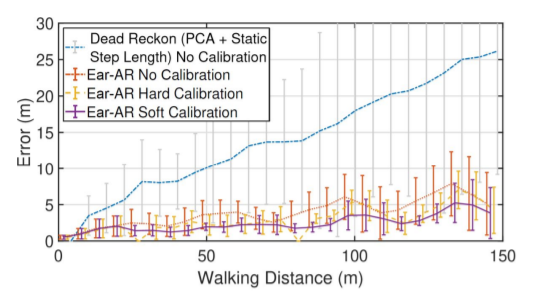 30
25
20
15
10
5
0
Error (m)
Dead Reckon (PCA + Static
Step Length) No Calibration
Ear-AR No Calibration
Ear-AR Hard Calibration
Ear-AR Soft Calibration
0
50
100
150
Walking Distance (m)